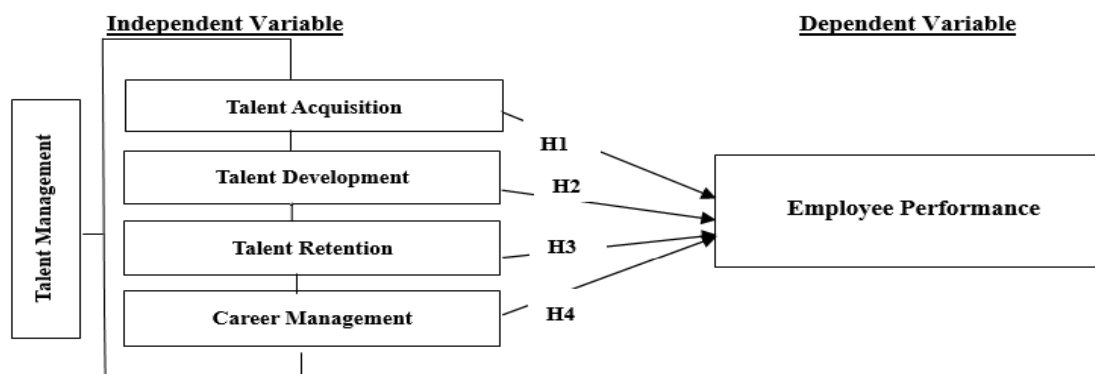 Independent Variable
Dependent Variable
Talent Management
Talent Acquisition
Talent Development
Talent Retention
Career Management
H1
H2
H3
H4
Employee Performance